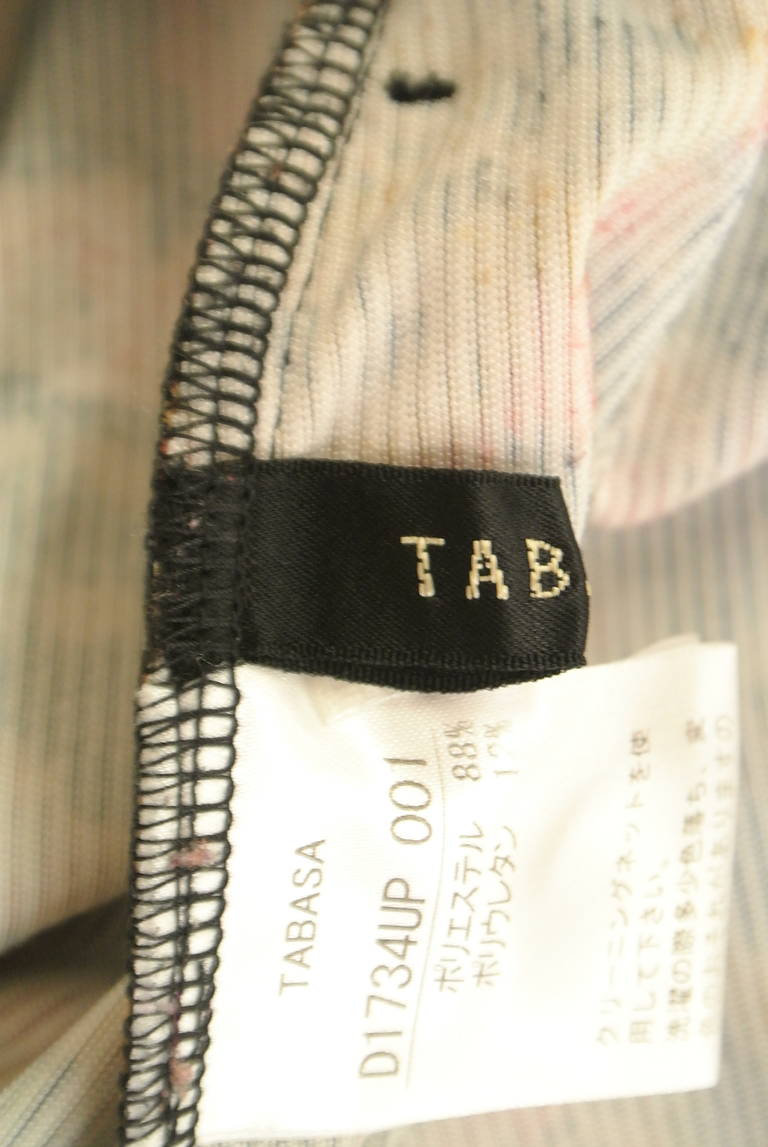 TAB
TABASA
D1734UP 001
ポリエステル 88%
ポリウレタン 12%
クリーニングネットを使
用して下さい。
洗濯の際多少色落ち、変